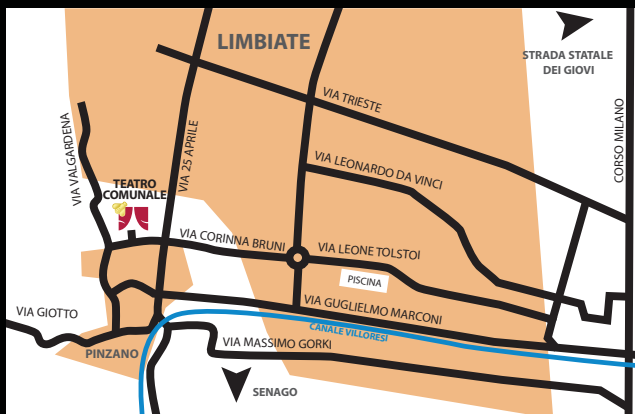 LIMBIATE
STRADA STATALE
DEI GIOVI
VIA TRIESTE
CORSO MILANO
VIA VALGARDENA
VIA 25 APRILE
VIA LEONARDO DA VINCI
TEATRO
COMUNALE
VIA CORINNA BRUNI
VIA LEONE TOLSTOI
PISCINA
VIA GIOTTO
VIA GUGLIELMO MARCONI
CANALE VILLORESI
VIA MASSIMO GORKI
PINZANO
SENAGO